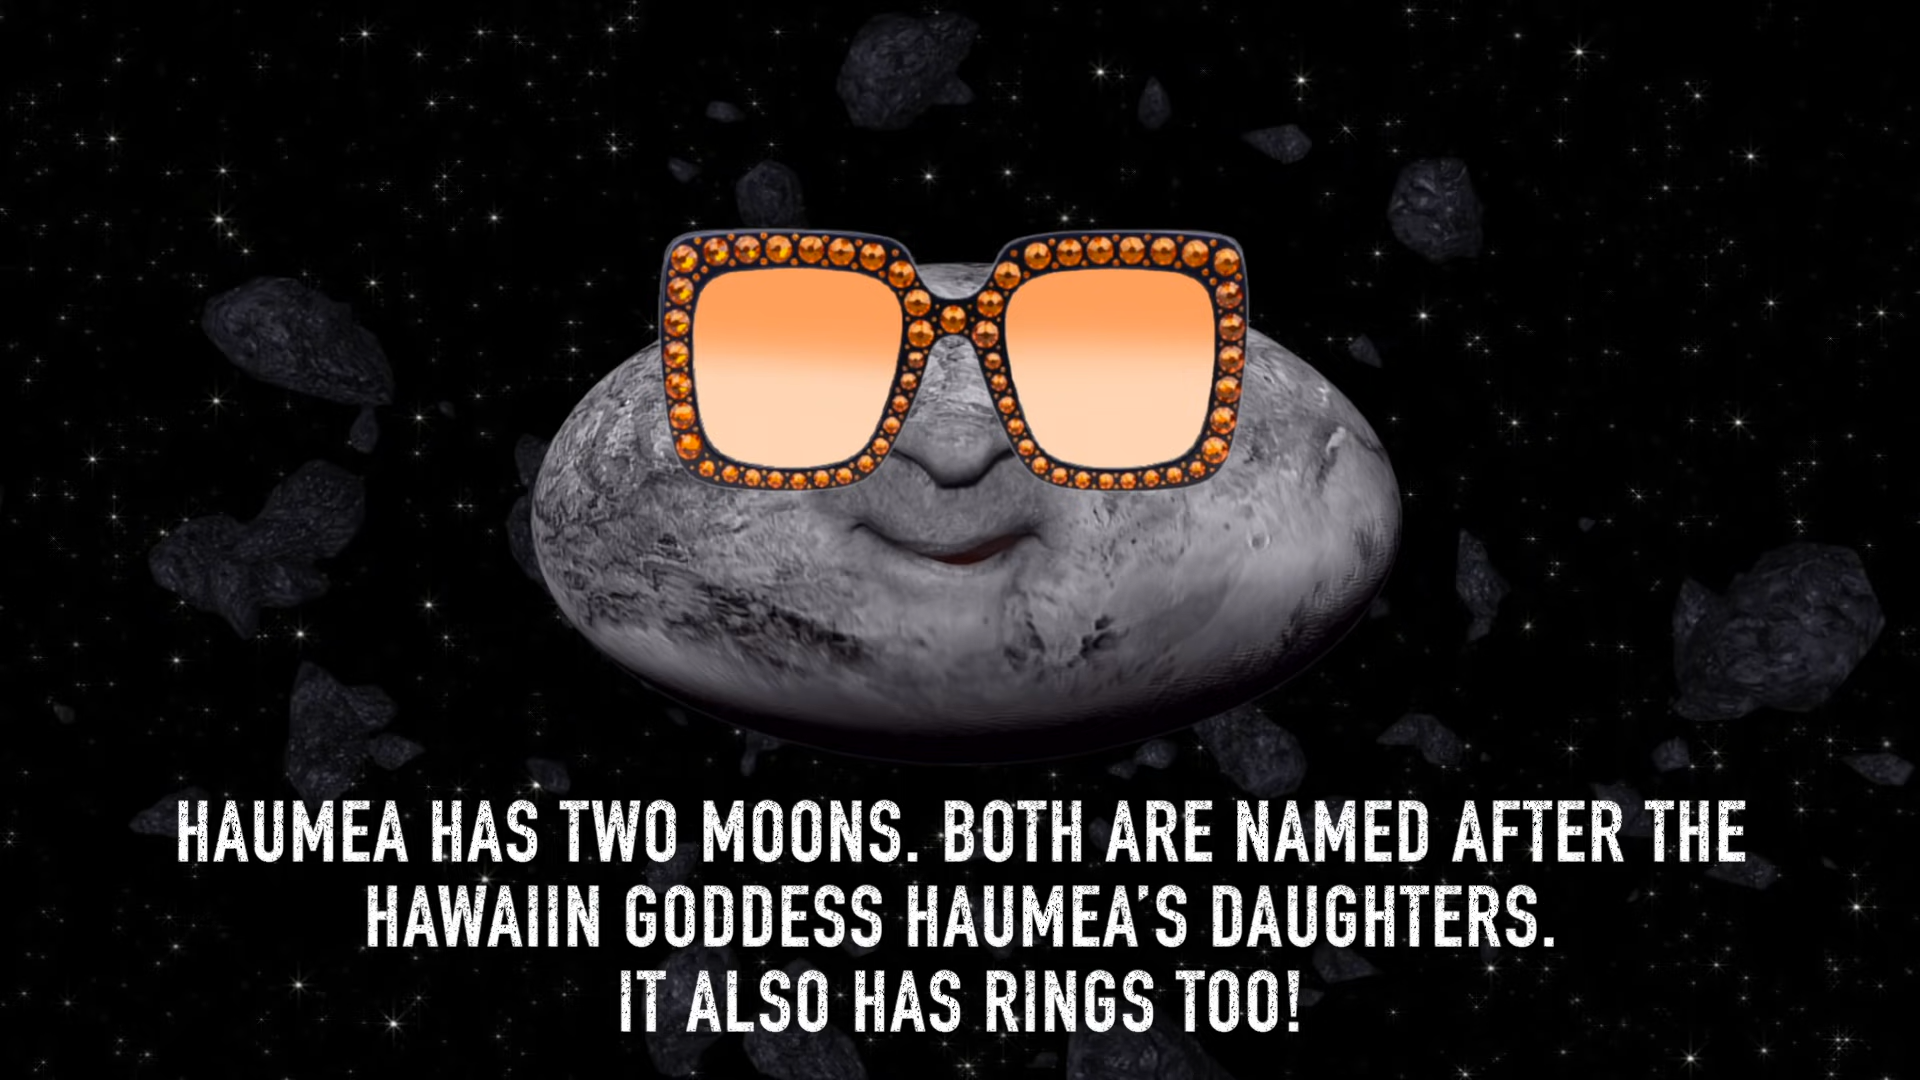 HAUMEA HAS TWO MOONS. BOTH ARE NAMED AFTER THE
HAWAIIN GODDESS HAUMEA'S DAUGHTERS.
IT ALSO HAS RINGS TOO!